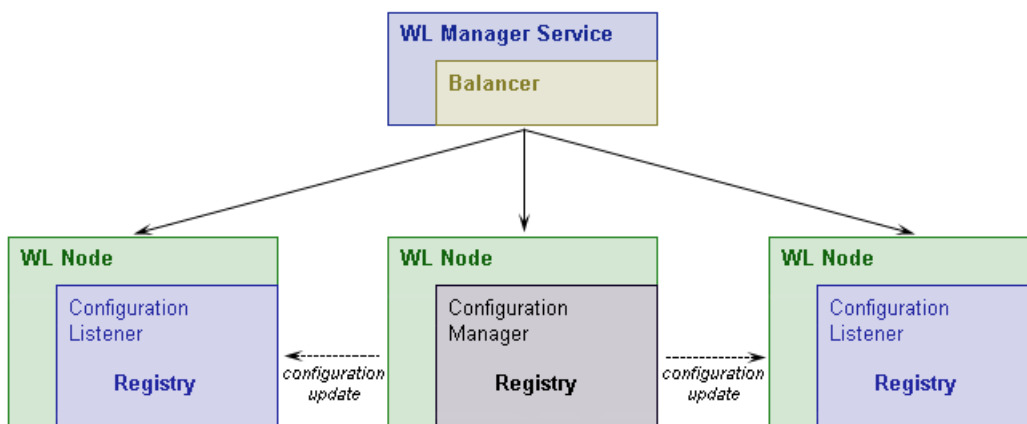 WL Manager Service
Balancer
WL Node
Configuration
Listener
Registry
configuration
update
WL Node
Configuration
Manager
Registry
configuration
update
WL Node
Configuration
Listener
Registry